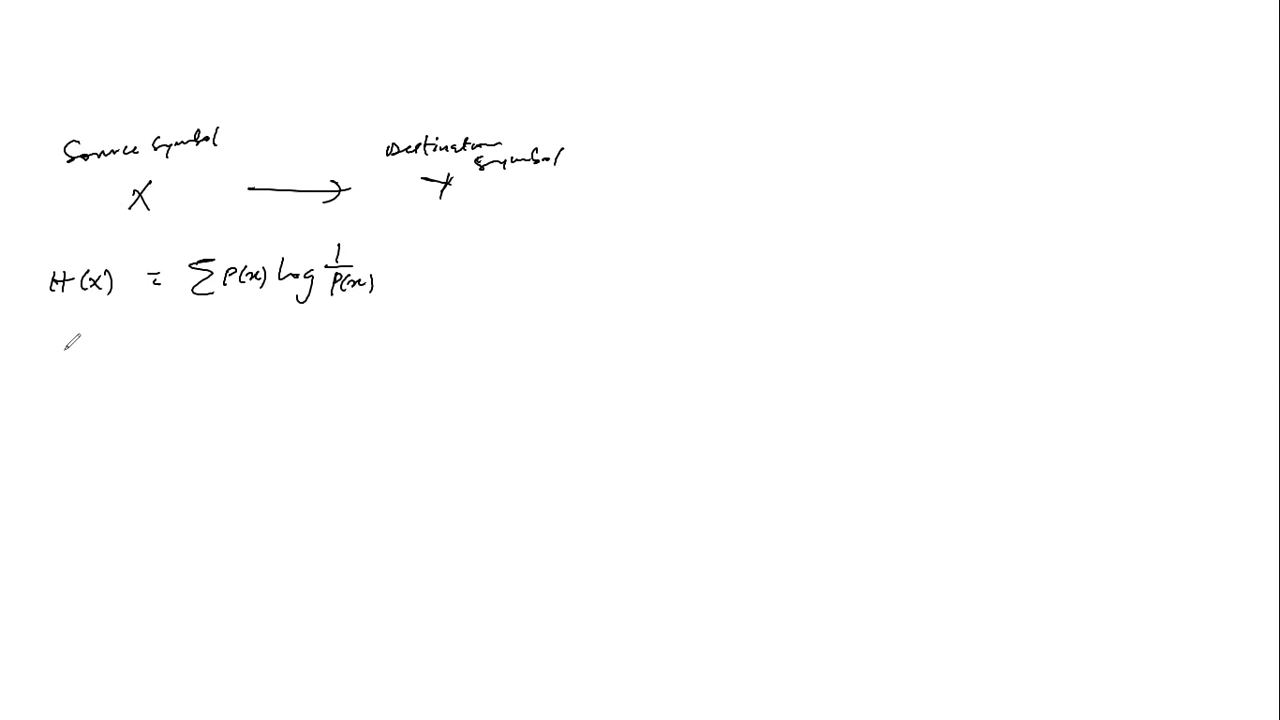 Source symbol
Destination symbol
X → Y
H(X) = ∑ P(x) log 1/P(x)